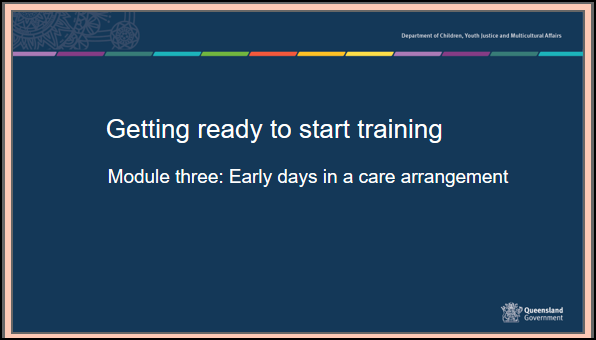 Department of Children, Youth Justice and Multicultural Affairs
Getting ready to start training
Module three: Early days in a care arrangement
Queensland
Government